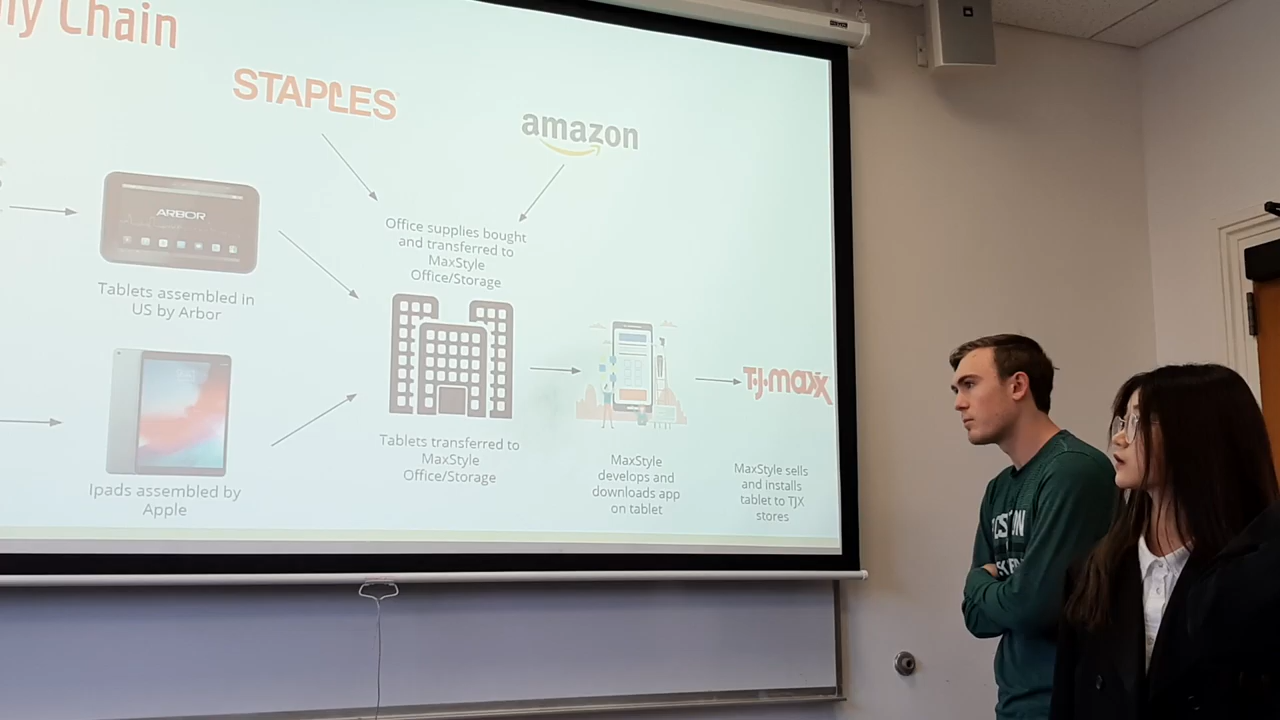 ly Chain
STAPLES
amazon
ARBOR
Office supplies bought
and transferred to
MaxStyle
Office/Storage
Tablets assembled in
US by Arbor
TJ·maxx
Tablets transferred to
MaxStyle
Office/Storage
MaxStyle
develops and
downloads app
on tablet
MaxStyle sells
and installs
tablet to TJX
stores
Ipads assembled by
Apple